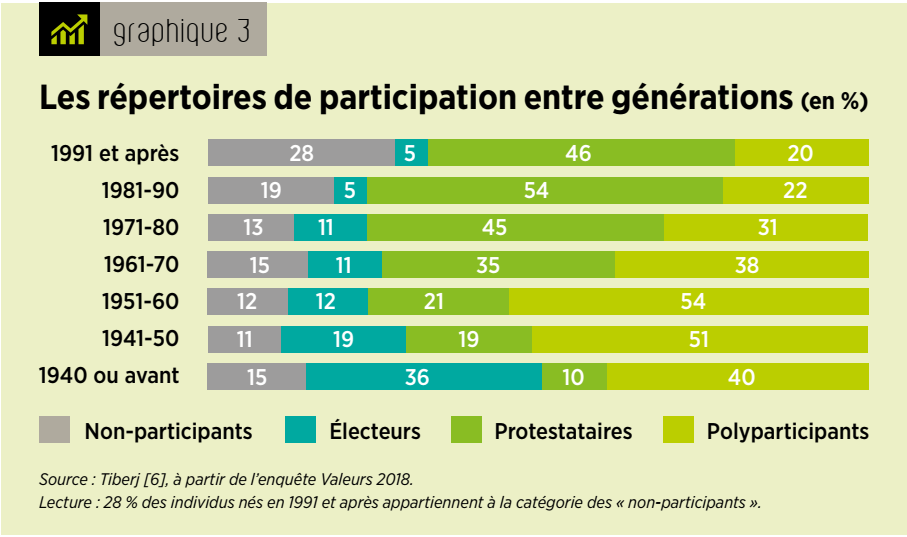 graphique 3
Les répertoires de participation entre générations (en %)
1991 et après 28 5 46 20
1981-90 19 5 54 22
1971-80 13 11 45 31
1961-70 15 11 35 38
1951-60 12 12 21 54
1941-50 11 19 19 51
1940 ou avant 15 36 10 40
Non-participants Électeurs Protestataires Polyparticipants
Source : Tiberj [6], à partir de l’enquête Valeurs 2018.
Lecture : 28 % des individus nés en 1991 et après appartiennent à la catégorie des « non-participants ».